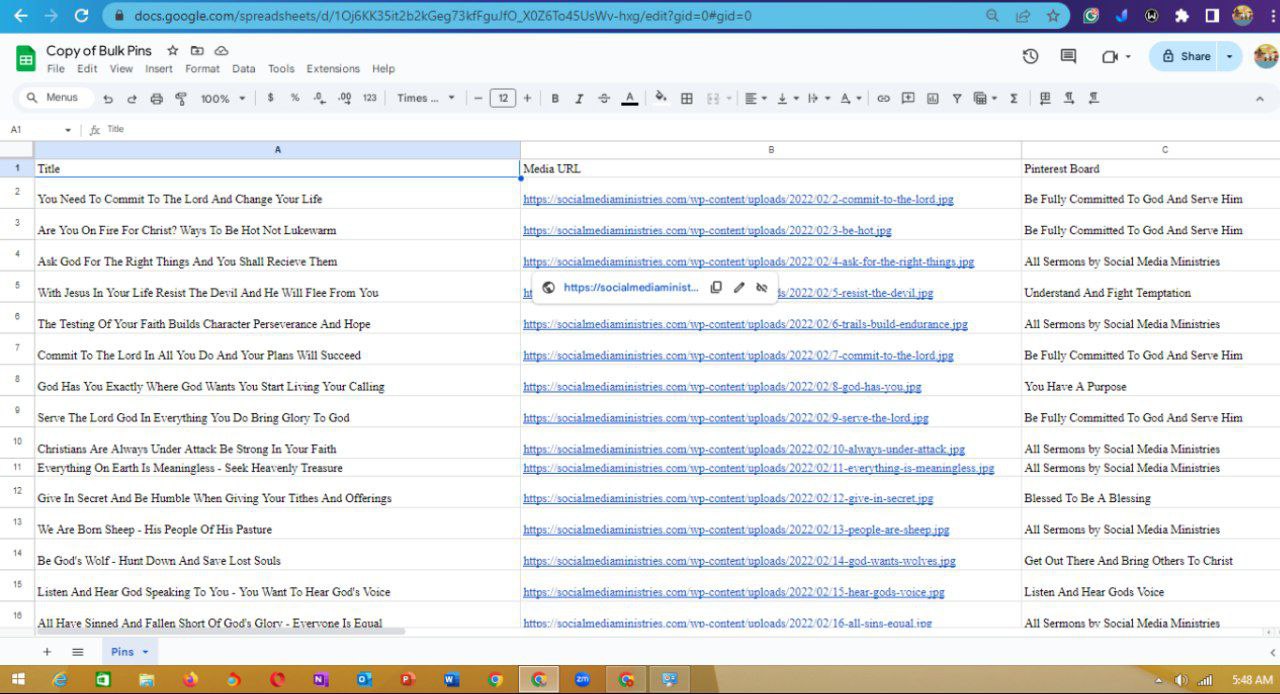 docs.google.com/spreadsheets/d/1Oj6KK35it2b2kGeg73kfFguJfO_X0Z6To45UsWv-hxg/edit?gid=0#gid=0
Copy of Bulk Pins
File Edit View Insert Format Data Tools Extensions Help
Share
Menus 100% $ % .0 .00 123 Times ... 12 B I A
A1 fx Title
A B C
1 Title Media URL Pinterest Board
2 You Need To Commit To The Lord And Change Your Life https://socialmediaministries.com/wp-content/uploads/2022/02/2-commit-to-the-lord.jpg Be Fully Committed To God And Serve Him
3 Are You On Fire For Christ? Ways To Be Hot Not Lukewarm https://socialmediaministries.com/wp-content/uploads/2022/02/3-be-hot.jpg Be Fully Committed To God And Serve Him
4 Ask God For The Right Things And You Shall Recieve Them https://socialmediaministries.com/wp-content/uploads/2022/02/4-ask-for-the-right-things.jpg All Sermons by Social Media Ministries
https://socialmediaminist...
5 With Jesus In Your Life Resist The Devil And He Will Flee From You ht ds/2022/02/5-resist-the-devil.jpg Understand And Fight Temptation
6 The Testing Of Your Faith Builds Character Perseverance And Hope https://socialmediaministries.com/wp-content/uploads/2022/02/6-trails-build-endurance.jpg All Sermons by Social Media Ministries
7 Commit To The Lord In All You Do And Your Plans Will Succeed https://socialmediaministries.com/wp-content/uploads/2022/02/7-commit-to-the-lord.jpg Be Fully Committed To God And Serve Him
8 God Has You Exactly Where God Wants You Start Living Your Calling https://socialmediaministries.com/wp-content/uploads/2022/02/8-god-has-you.jpg You Have A Purpose
9 Serve The Lord God In Everything You Do Bring Glory To God https://socialmediaministries.com/wp-content/uploads/2022/02/9-serve-the-lord.jpg Be Fully Committed To God And Serve Him
10 Christians Are Always Under Attack Be Strong In Your Faith https://socialmediaministries.com/wp-content/uploads/2022/02/10-always-under-attack.jpg All Sermons by Social Media Ministries
11 Everything On Earth Is Meaningless - Seek Heavenly Treasure https://socialmediaministries.com/wp-content/uploads/2022/02/11-everything-is-meaningless.jpg All Sermons by Social Media Ministries
12 Give In Secret And Be Humble When Giving Your Tithes And Offerings https://socialmediaministries.com/wp-content/uploads/2022/02/12-give-in-secret.jpg Blessed To Be A Blessing
13 We Are Born Sheep - His People Of His Pasture https://socialmediaministries.com/wp-content/uploads/2022/02/13-people-are-sheep.jpg All Sermons by Social Media Ministries
14 Be God's Wolf - Hunt Down And Save Lost Souls https://socialmediaministries.com/wp-content/uploads/2022/02/14-god-wants-wolves.jpg Get Out There And Bring Others To Christ
15 Listen And Hear God Speaking To You - You Want To Hear God's Voice https://socialmediaministries.com/wp-content/uploads/2022/02/15-hear-gods-voice.jpg Listen And Hear Gods Voice
16 All Have Sinned And Fallen Short Of God's Glory - Everyone Is Equal https://socialmediaministries.com/wp-content/uploads/2022/02/16-all-sins-equal.jpg All Sermons by Social Media Ministries
Pins
5:48 AM